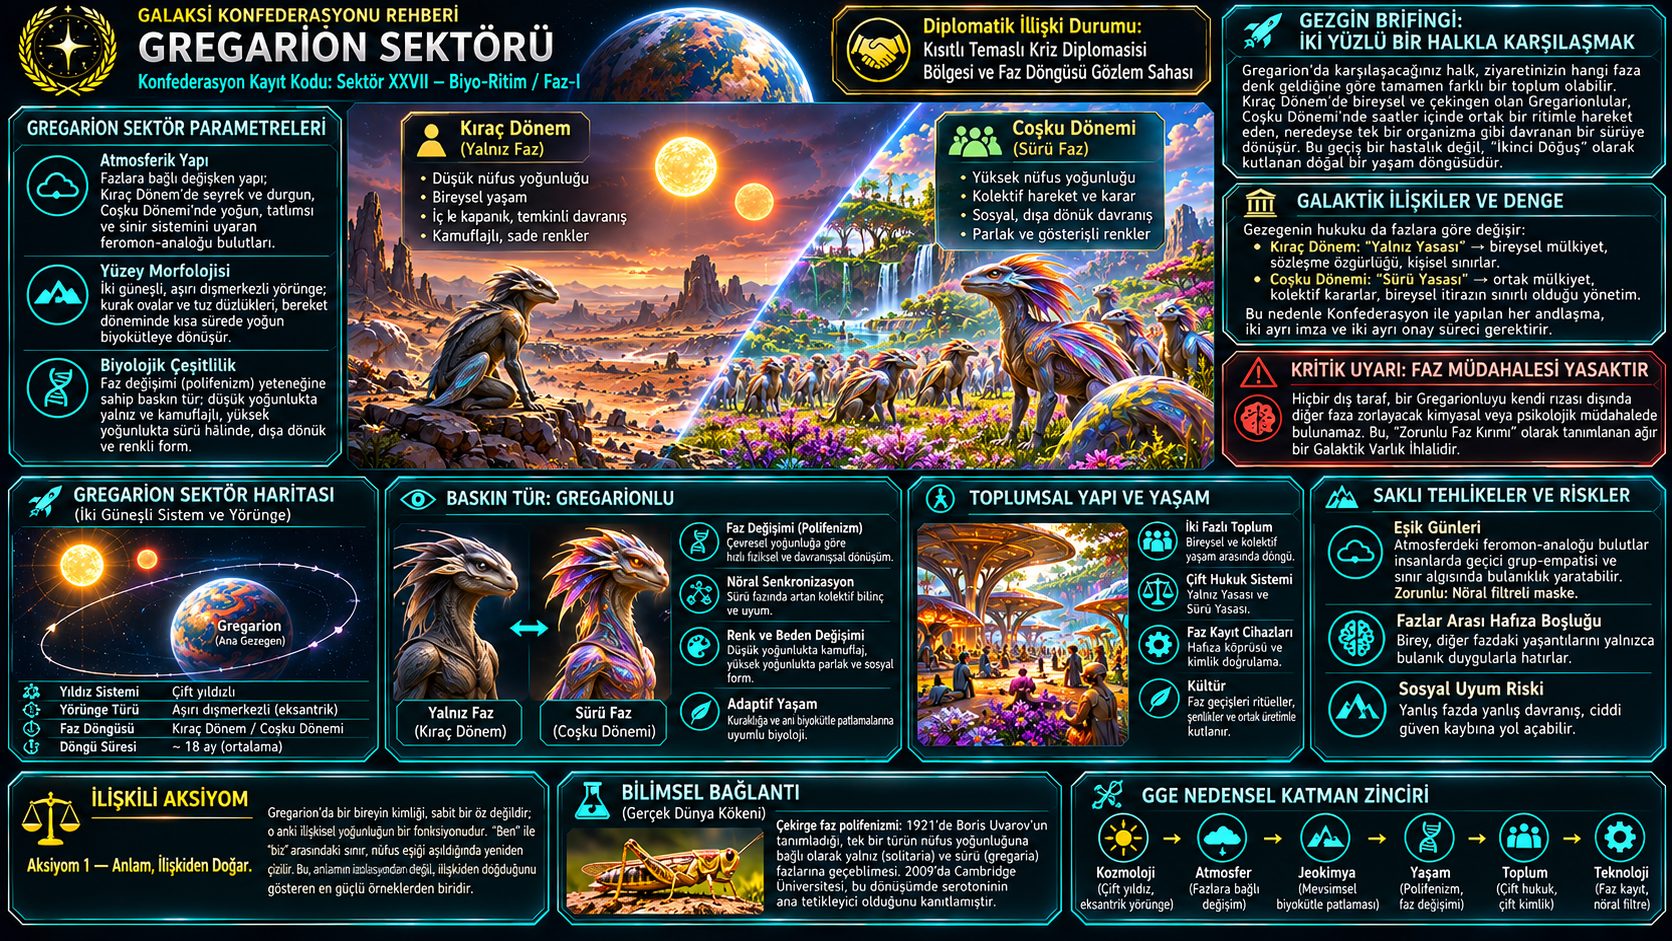 GALAKSİ KONFEDERASYONU REHBERİ
GREGARİON SEKTÖRÜ
Konfederasyon Kayıt Kodu: Sektör XXVII — Biyo-Ritim / Faz-I
Diplomatik İllişki Durumu:
Kısıtlı Temaslı Kriz Diplomasisi
Bölgesi ve Faz Döngüsü Gözlem Sahası
GEZGİN BRİFİNGİ:
İKİ YÜZLÜ BİR HALKLA KARŞILAŞMAK
Gregarion'da karşılaşacağınız halk, ziyaretinizin hangi faza
denk geldiğine göre tamamen farklı bir toplum olabilir.
Kıraç Dönem'de bireysel ve çekingen olan Gregarionlular,
Coşku Dönemi'nde saatler içinde ortak bir ritimle hareket
eden, neredeyse tek bir organizma gibi davranan bir sürüye
dönüşür. Bu geçiş bir hastalık değil, "İkinci Döğuş" olarak
kutlanan döğal bir yaşam döngüsüdür.
GREGARİON SEKTÖR PARAMETRELERİ
Atmosferik Yapı
Fazlara bağlı değişken yapı;
Kıraç Dönem'de seyrek ve durgun,
Coşku Dönemi'nde yoğun, tatlımsı
ve sinir sistemini uyaran
feromon-analoğu bulutları.
Yüzey Morfolojisi
İki güneşli, aşırı dışmerkezli yörünge;
kurak ovalar ve tuz düzlükleri, bereket
döneminde kısa sürede yoğun
biyokütleye dönüşür.
Biyolojik Çeşitlilik
Faz değişimi (polifenizm) yeteneğine
sahip baskın tür; düşük yoğunlukta
yalnız ve kamuflajlı, yüksek
yoğunlukta sürü hâlinde, dışa dönük
ve renkli form.
Kıraç Dönem
(Yalnız Faz)
• Düşük nüfus yoğunluğu
• Bireysel yaşam
• İç le kapanık, temkinli davranış
• Kamuflajlı, sade renkler
Coşku Dönemi
(Sürü Faz)
• Yüksek nüfus yoğunluğu
• Kolektif hareket ve karar
• Sosyal, dışa dönük davranış
• Parlak ve gösterişli renkler
GALAKTİK İLİŞKİLER VE DENGE
Gezegenin hukuku da fazlara göre değişir:
• Kıraç Dönem: "Yalnız Yasası" → bireysel mülkiyet,
sözleşme özgürlüğü, kişisel sınırlar.
• Coşku Dönemi: "Sürü Yasası" → ortak mülkiyet,
kolektif kararlar, bireysel itirazın sınırlı olduğu yönetim.
Bu nedenle Konfederasyon ile yapılan her andlaşma,
iki ayrı imza ve iki ayrı onay süreci gerektirir.
KRİTİK UYARI: FAZ MÜDAHALESİ YASAKTIR
Hiçbir dış taraf, bir Gregarionluyu kendi rızası dışında
diğer faza zorlayacak kimyasal veya psikolojik müdahalede
bulunamaz. Bu, "Zorunlu Faz Kırımı" olarak tanımlanan ağır
bir Galaktik Varlık İhlalidir.
GREGARİON SEKTÖR HARİTASI
(İki Güneşli Sistem ve Yörünge)
Gregarion
(Ana Gezegen)
Yıldız Sistemi Çift yıldızlı
Yörünge Türü Aşırı dışmerkezli (eksantrik)
Faz Döngüsü Kıraç Dönem / Coşku Dönemi
Döngü Süresi ~ 18 ay (ortalama)
BASKIN TÜR: GREGARİONLU
Yalnız Faz
(Kıraç Dönem)
Sürü Faz
(Coşku Dönemi)
Faz Değişimi (Polifenizm)
Çevresel yoğunluğa göre
hızlı fiziksel ve davranışsal dönüşüm.
Nöral Senkronizasyon
Sürü fazında artan kolektif bilinç
ve uyum.
Renk ve Beden Değişimi
Düşük yoğunlukta kamuflaj,
yüksek yoğunlukta parlak ve sosyal
form.
Adaptif Yaşam
Kuraklığa ve ani biyokütle patlamalarına
uyumlu biyoloji.
TOPLUMSAL YAPI VE YAŞAM
İki Fazlı Toplum
Bireysel ve kolektif
yaşam arasında döngü.
Çift Hukuk Sistemi
Yalnız Yasası ve
Sürü Yasası.
Faz Kayıt Cihazları
Hafıza köprüsü ve
kimlik doğrulama.
Kültür
Faz geçişleri ritüeller,
şenlikler ve ortak üretimle
kutlanır.
SAKLI TEHLİKELER VE RİSKLER
Eşik Günleri
Atmosferdeki feromon-analoğu bulutlar
insanlarda geçici grup-empatisi ve
sınır algısında bulanıklık yaratabilir.
Zorunlu: Nöral filtreli maske.
Fazlar Arası Hafıza Boşluğu
Birey, diğer fazdaki yaşantılarını yalnızca
bulanık duygularla hatırlar.
Sosyal Uyum Riski
Yanlış fazda yanlış davranış, ciddi
güven kaybına yol açabilir.
İLİŞKİLİ AKSİYOM
Aksiyom 1 — Anlam, İlişkiden Doğar.
Gregarion'da bir bireyin kimliği, sabit bir öz değildir;
o anki ilişkisel yoğunluğun bir fonksiyonudur. "Ben" ile
"biz" arasındaki sınır, nüfus eşiği aşıldığında yeniden
çizilir. Bu, anlamın izolasyondan değil, ilişkiden döğduğunu
gösteren en güçlü örneklerden biridir.
BİLİMSEL BAĞLANTI
(Gerçek Dünya Kökeni)
Çekirge faz polifenizmi: 1921'de Boris Uvarov'un
tanımladığı, tek bir türün nüfus yoğunluğuna
bağlı olarak yalnız (solitaria) ve sürü (gregaria)
fazlarına geçebilmesi. 2009'da Cambridge
Üniversitesi, bu dönüşümde serotoninin
ana tetikleyici olduğunu kanıtlamıştır.
GGE NEDENSEL KATMAN ZİNCİRİ
Kozmoloji
(Çift yıldız,
eksantrik yörünge)
→
Atmosfer
(Fazlara bağlı
değişim)
→
Jeokimya
(Mevsimsel
biyokütle patlaması)
→
Yaşam
(Polifenizm,
faz değişimi)
→
Toplum
(Çift hukuk,
çift kimlik)
→
Teknoloji
(Faz kayıt,
nöral filtre)